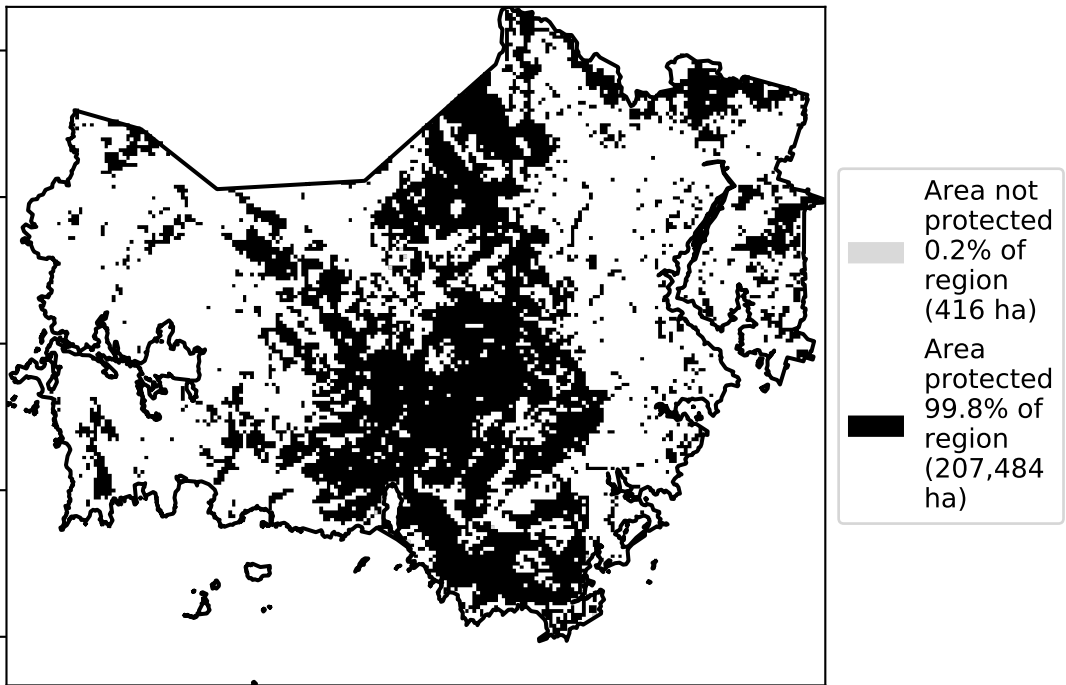 Area not
protected
0.2% of
region
(416 ha)
Area
protected
99.8% of
region
(207,484
ha)